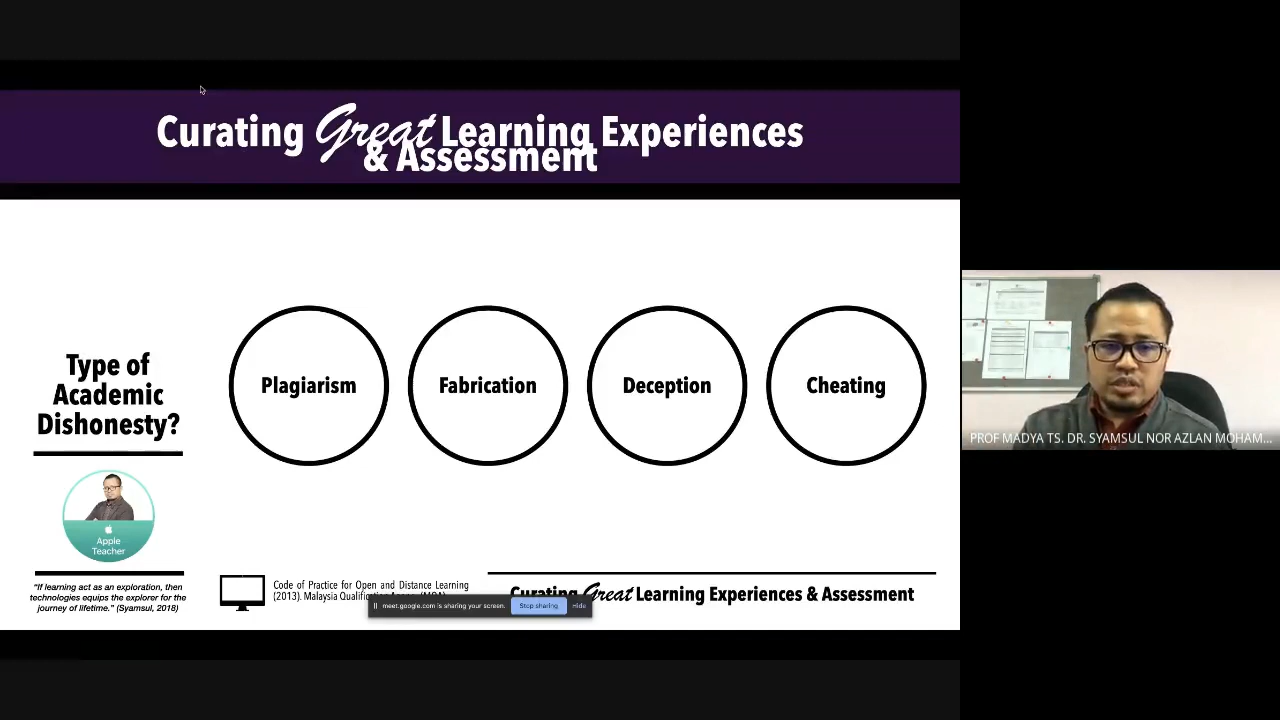 Curating Great Learning Experiences
& Assessment
Type of
Academic
Dishonesty?
Plagiarism
Fabrication
Deception
Cheating
Apple
Teacher
"If learning act as an exploration, then
technologies equips the explorer for the
journey of lifetime." (Syamsul, 2018)
Code of Practice for Open and Distance Learning
(2013). Malaysia
Curating Great Learning Experiences & Assessment
meet.google.com is sharing your screen.
Stop sharing
Hide
PROF MADYA TS. DR. SYAMSUL NOR AZLAN MOHAM...